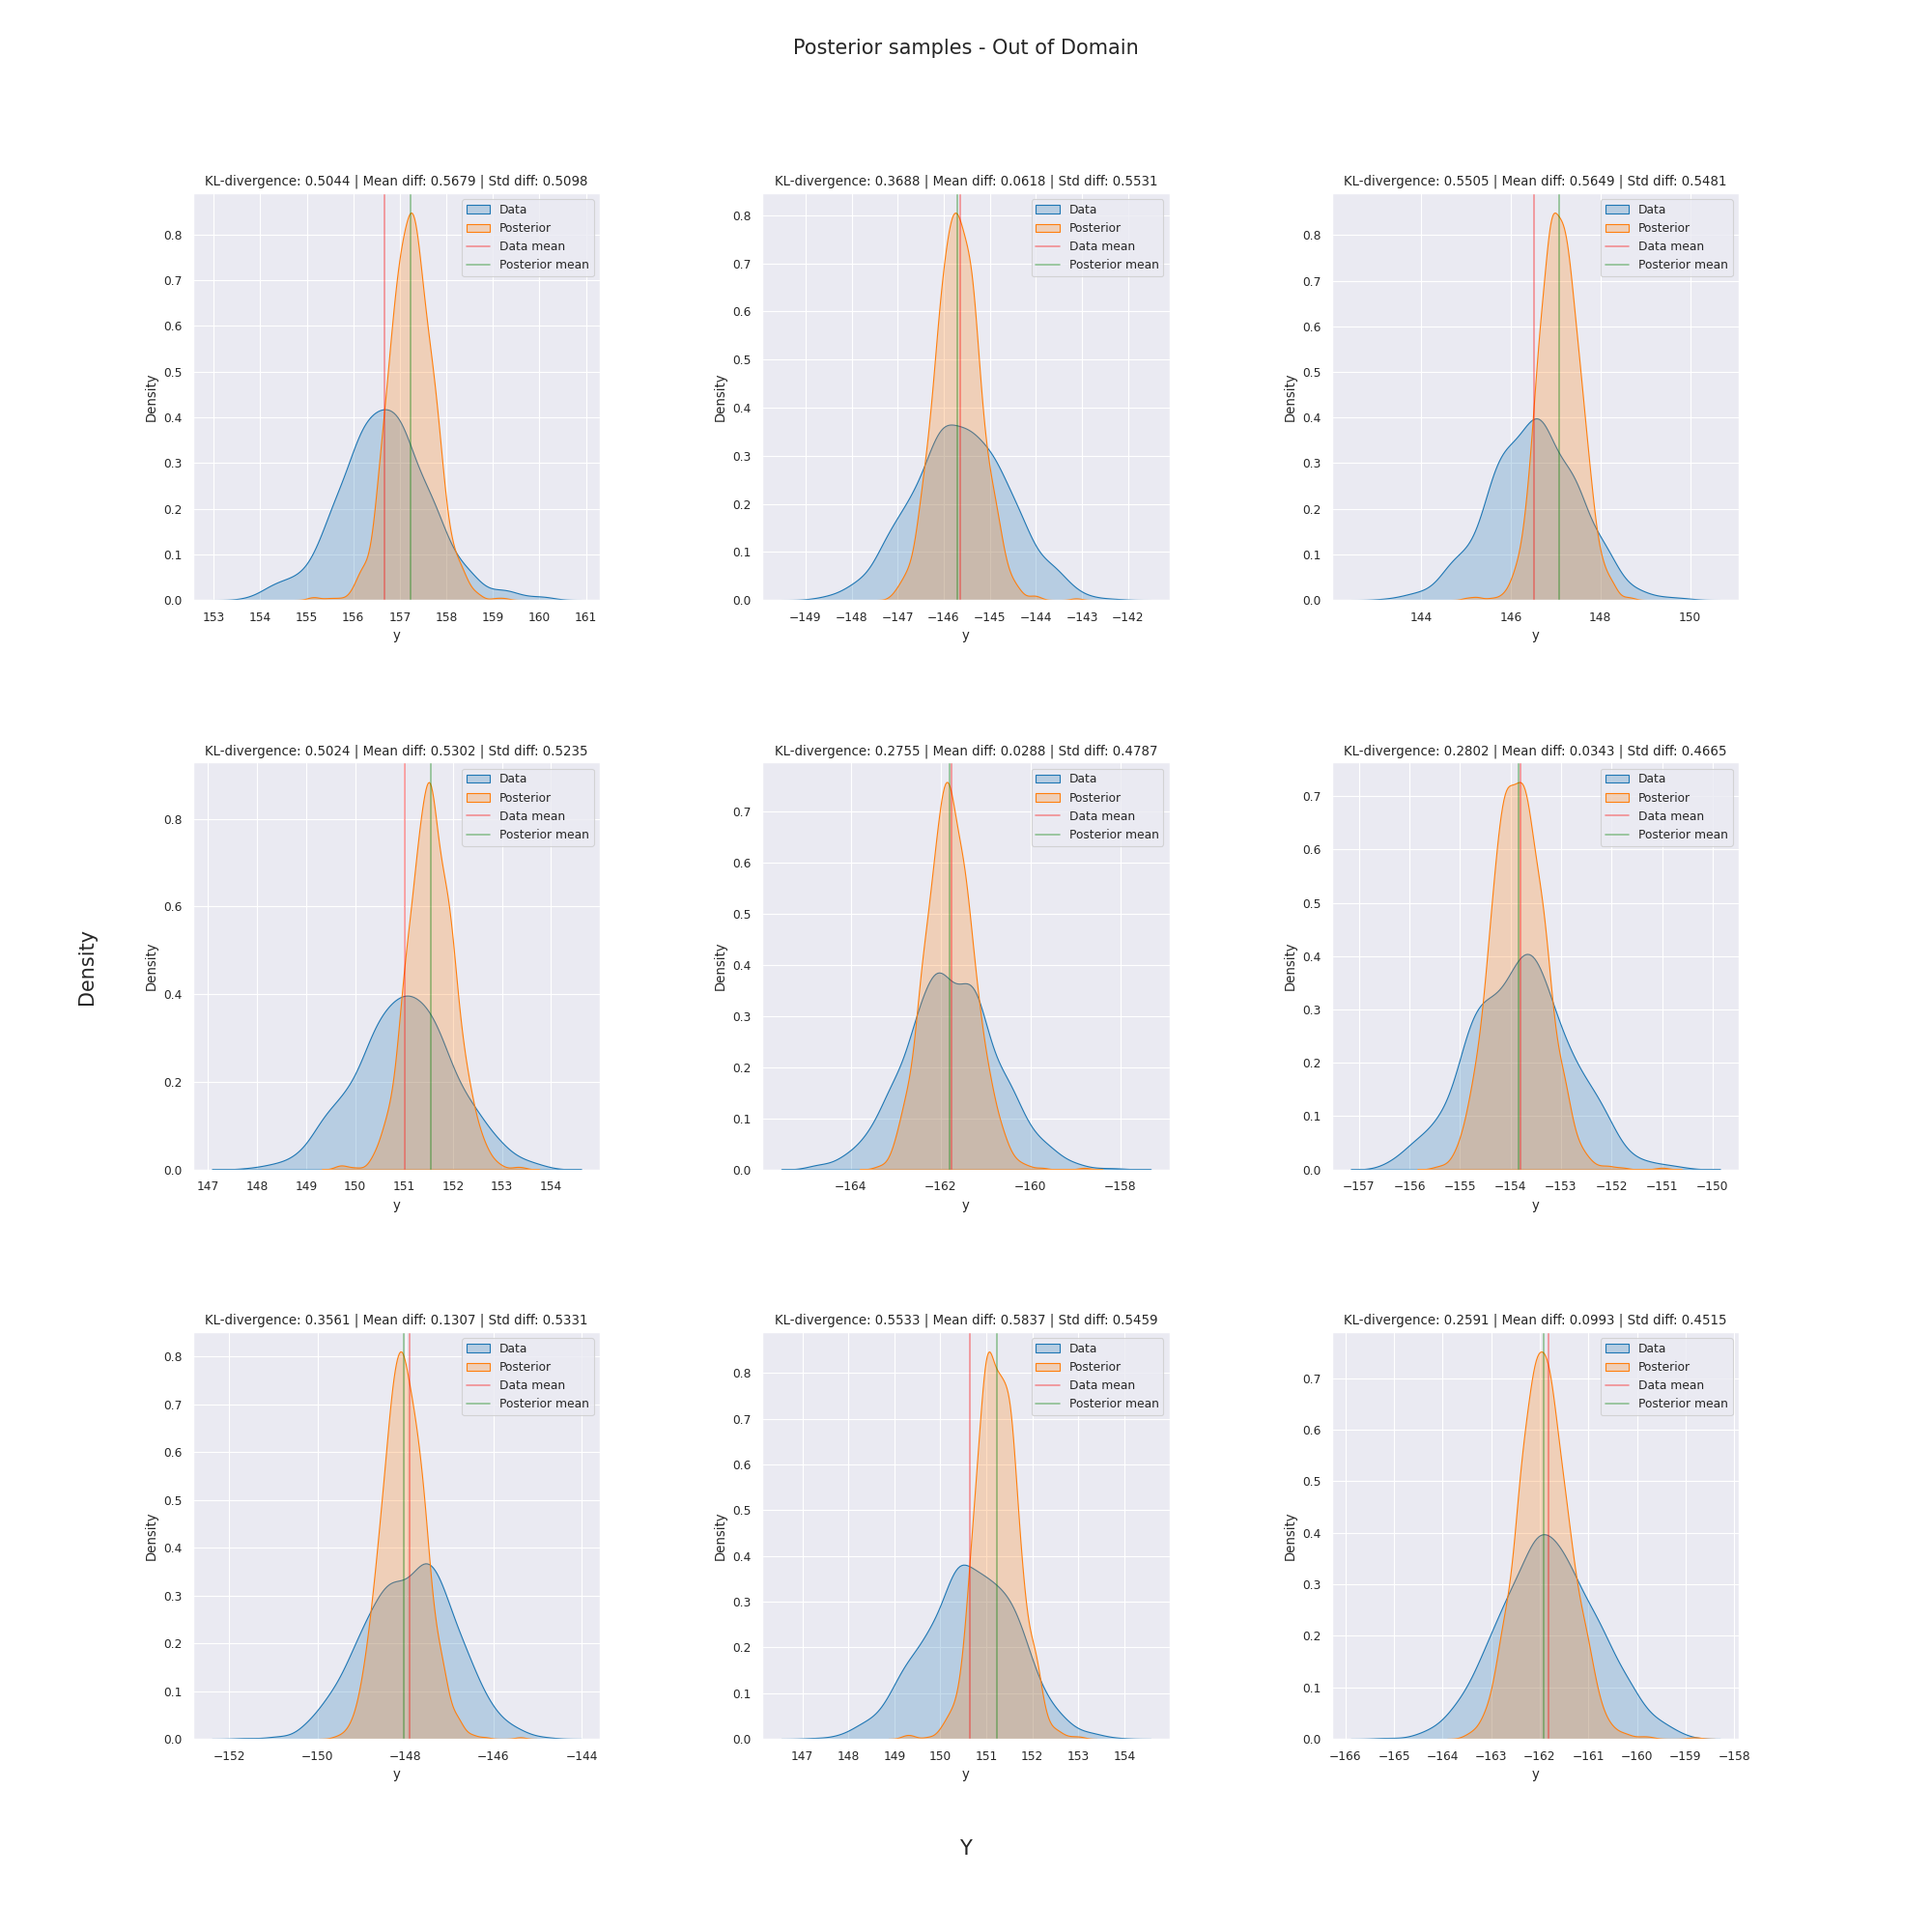 Posterior samples - Out of Domain
KL-divergence: 0.5044 | Mean diff: 0.5679 | Std diff: 0.5098
Data
Posterior
Data mean
Posterior mean
0.8
0.7
0.6
0.5
0.4
0.3
0.2
0.1
0.0
Density
153 154 155 156 157 158 159 160 161
y
KL-divergence: 0.3688 | Mean diff: 0.0618 | Std diff: 0.5531
Data
Posterior
Data mean
Posterior mean
0.8
0.7
0.6
0.5
0.4
0.3
0.2
0.1
0.0
Density
−149 −148 −147 −146 −145 −144 −143 −142
y
KL-divergence: 0.5505 | Mean diff: 0.5649 | Std diff: 0.5481
Data
Posterior
Data mean
Posterior mean
0.8
0.7
0.6
0.5
0.4
0.3
0.2
0.1
0.0
Density
144 146 148 150
y
Density
KL-divergence: 0.5024 | Mean diff: 0.5302 | Std diff: 0.5235
Data
Posterior
Data mean
Posterior mean
0.8
0.6
0.4
0.2
0.0
Density
147 148 149 150 151 152 153 154
y
KL-divergence: 0.2755 | Mean diff: 0.0288 | Std diff: 0.4787
Data
Posterior
Data mean
Posterior mean
0.7
0.6
0.5
0.4
0.3
0.2
0.1
0.0
Density
−164 −162 −160 −158
y
KL-divergence: 0.2802 | Mean diff: 0.0343 | Std diff: 0.4665
Data
Posterior
Data mean
Posterior mean
0.7
0.6
0.5
0.4
0.3
0.2
0.1
0.0
Density
−157 −156 −155 −154 −153 −152 −151 −150
y
KL-divergence: 0.3561 | Mean diff: 0.1307 | Std diff: 0.5331
Data
Posterior
Data mean
Posterior mean
0.8
0.7
0.6
0.5
0.4
0.3
0.2
0.1
0.0
Density
−152 −150 −148 −146 −144
y
KL-divergence: 0.5533 | Mean diff: 0.5837 | Std diff: 0.5459
Data
Posterior
Data mean
Posterior mean
0.8
0.7
0.6
0.5
0.4
0.3
0.2
0.1
0.0
Density
147 148 149 150 151 152 153 154
y
KL-divergence: 0.2591 | Mean diff: 0.0993 | Std diff: 0.4515
Data
Posterior
Data mean
Posterior mean
0.7
0.6
0.5
0.4
0.3
0.2
0.1
0.0
Density
−166 −165 −164 −163 −162 −161 −160 −159 −158
y
Y